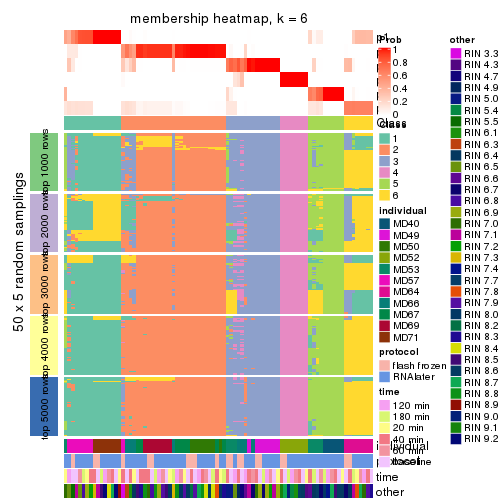 membership heatmap, k = 6
50 x 5 random samplings
top 1000 rows
top 2000 rows
top 3000 rows
top 4000 rows
top 5000 rows
Prob
1
0.8
0.6
0.4
0.2
0
Class
1
2
3
4
5
6
individual
MD40
MD49
MD50
MD52
MD53
MD57
MD64
MD66
MD67
MD69
MD71
protocol
flash frozen
RNAlater
time
120 min
180 min
20 min
40 min
60 min
baseline
individual
protocol
time
other
other
RIN 3.3
RIN 4.3
RIN 4.7
RIN 4.9
RIN 5.0
RIN 5.4
RIN 5.5
RIN 6.1
RIN 6.3
RIN 6.4
RIN 6.5
RIN 6.6
RIN 6.7
RIN 6.8
RIN 6.9
RIN 7.0
RIN 7.1
RIN 7.2
RIN 7.3
RIN 7.4
RIN 7.7
RIN 7.8
RIN 7.9
RIN 8.0
RIN 8.2
RIN 8.3
RIN 8.4
RIN 8.5
RIN 8.6
RIN 8.7
RIN 8.8
RIN 8.9
RIN 9.0
RIN 9.1
RIN 9.2